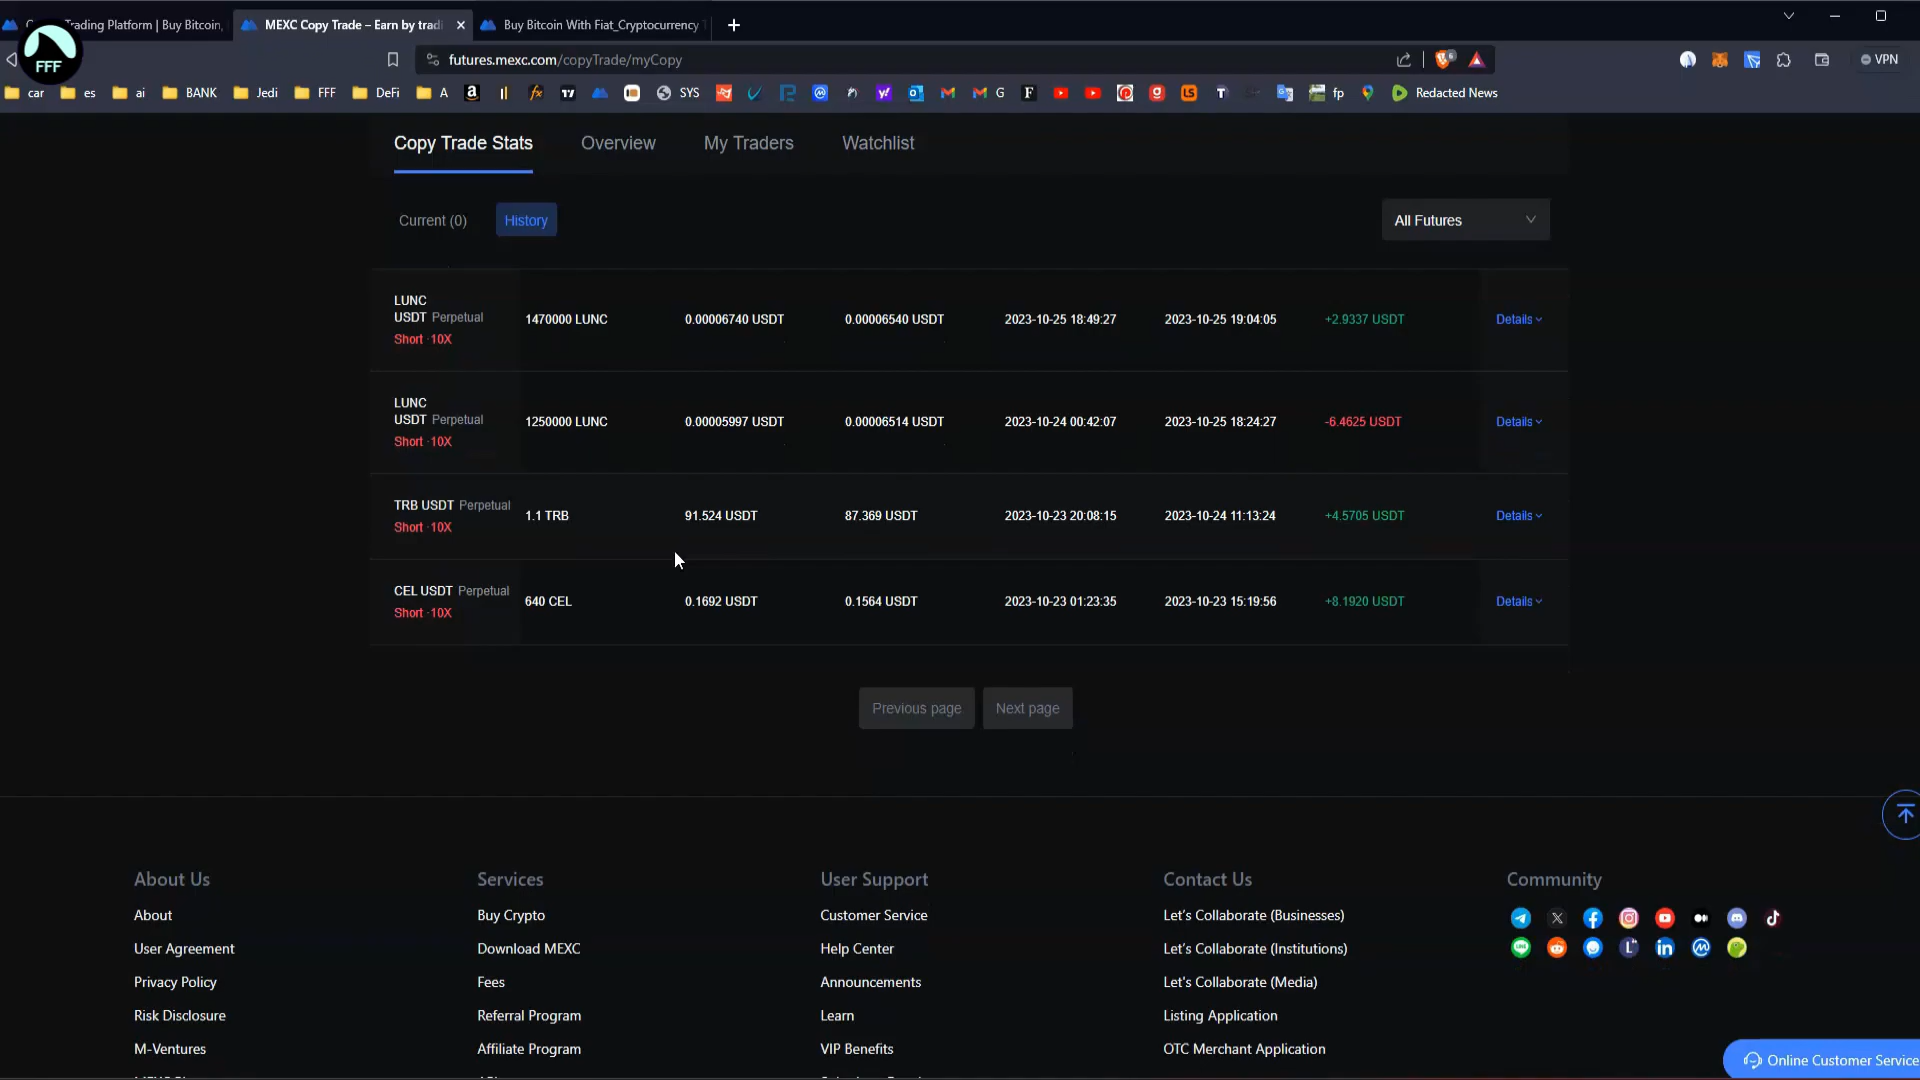 Trading Platform | Buy Bitcoin,
MEXC Copy Trade – Earn by tradi
Buy Bitcoin With Fiat_Cryptocurrency
FFF
futures.mexc.com/copyTrade/myCopy
VPN
car es ai BANK Jedi FFF DeFi A SYS G fp Redacted News
Copy Trade Stats Overview My Traders Watchlist
Current (0) History All Futures
LUNC
USDT Perpetual
Short ·10X
1470000 LUNC 0.00006740 USDT 0.00006540 USDT 2023-10-25 18:49:27 2023-10-25 19:04:05 +2.9337 USDT Details
LUNC
USDT Perpetual
Short ·10X
1250000 LUNC 0.00005997 USDT 0.00006514 USDT 2023-10-24 00:42:07 2023-10-25 18:24:27 -6.4625 USDT Details
TRB USDT Perpetual
Short ·10X
1.1 TRB 91.524 USDT 87.369 USDT 2023-10-23 20:08:15 2023-10-24 11:13:24 +4.5705 USDT Details
CEL USDT Perpetual
Short ·10X
640 CEL 0.1692 USDT 0.1564 USDT 2023-10-23 01:23:35 2023-10-23 15:19:56 +8.1920 USDT Details
Previous page Next page
About Us Services User Support Contact Us Community
About Buy Crypto Customer Service Let's Collaborate (Businesses)
User Agreement Download MEXC Help Center Let's Collaborate (Institutions)
Privacy Policy Fees Announcements Let's Collaborate (Media)
Risk Disclosure Referral Program Learn Listing Application
M-Ventures Affiliate Program VIP Benefits OTC Merchant Application
Online Customer Service